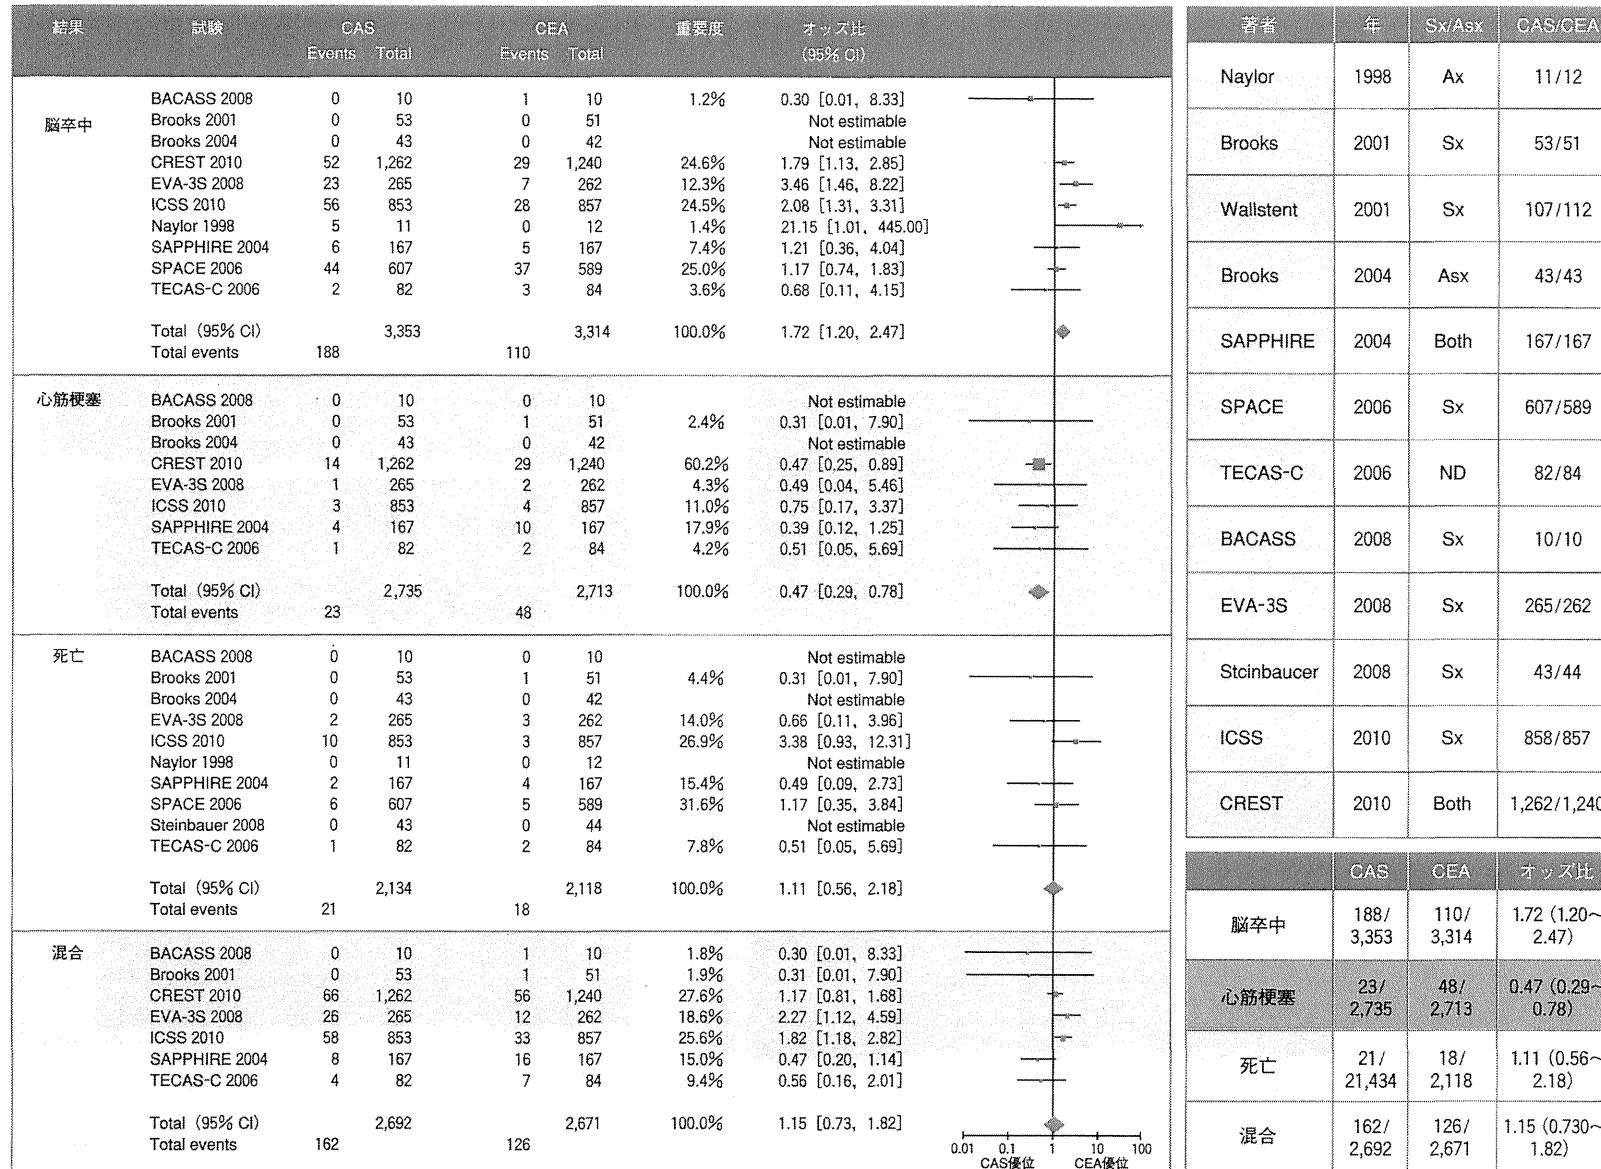 結果 試験 CAS CEA 重要度 オッズ比
Events Total Events Total (95% CI)
脳卒中
BACASS 2008 0 10 1 10 1.2% 0.30 [0.01, 8.33]
Brooks 2001 0 53 0 51 Not estimable
Brooks 2004 0 43 0 42 Not estimable
CREST 2010 52 1,262 29 1,240 24.6% 1.79 [1.13, 2.85]
EVA-3S 2008 23 265 7 262 12.3% 3.46 [1.46, 8.22]
ICSS 2010 56 853 28 857 24.5% 2.08 [1.31, 3.31]
Naylor 1998 5 11 0 12 1.4% 21.15 [1.01, 445.00]
SAPPHIRE 2004 6 167 5 167 7.4% 1.21 [0.36, 4.04]
SPACE 2006 44 607 37 589 25.0% 1.17 [0.74, 1.83]
TECAS-C 2006 2 82 3 84 3.6% 0.68 [0.11, 4.15]
Total (95% CI) 3,353 3,314 100.0% 1.72 [1.20, 2.47]
Total events 188 110
心筋梗塞 BACASS 2008 0 10 0 10 Not estimable
Brooks 2001 0 53 1 51 2.4% 0.31 [0.01, 7.90]
Brooks 2004 0 43 0 42 Not estimable
CREST 2010 14 1,262 29 1,240 60.2% 0.47 [0.25, 0.89]
EVA-3S 2008 1 265 2 262 4.3% 0.49 [0.04, 5.46]
ICSS 2010 3 853 4 857 11.0% 0.75 [0.17, 3.37]
SAPPHIRE 2004 4 167 10 167 17.9% 0.39 [0.12, 1.25]
TECAS-C 2006 1 82 2 84 4.2% 0.51 [0.05, 5.69]
Total (95% CI) 2,735 2,713 100.0% 0.47 [0.29, 0.78]
Total events 23 48
死亡 BACASS 2008 0 10 0 10 Not estimable
Brooks 2001 0 53 1 51 4.4% 0.31 [0.01, 7.90]
Brooks 2004 0 43 0 42 Not estimable
EVA-3S 2008 2 265 3 262 14.0% 0.66 [0.11, 3.96]
ICSS 2010 10 853 3 857 26.9% 3.38 [0.93, 12.31]
Naylor 1998 0 11 0 12 Not estimable
SAPPHIRE 2004 2 167 4 167 15.4% 0.49 [0.09, 2.73]
SPACE 2006 6 607 5 589 31.6% 1.17 [0.35, 3.84]
Steinbauer 2008 0 43 0 44 Not estimable
TECAS-C 2006 1 82 2 84 7.8% 0.51 [0.05, 5.69]
Total (95% CI) 2,134 2,118 100.0% 1.11 [0.56, 2.18]
Total events 21 18
混合 BACASS 2008 0 10 1 10 1.8% 0.30 [0.01, 8.33]
Brooks 2001 0 53 1 51 1.9% 0.31 [0.01, 7.90]
CREST 2010 66 1,262 56 1,240 27.6% 1.17 [0.81, 1.68]
EVA-3S 2008 26 265 12 262 18.6% 2.27 [1.12, 4.59]
ICSS 2010 58 853 33 857 25.6% 1.82 [1.18, 2.82]
SAPPHIRE 2004 8 167 16 167 15.0% 0.47 [0.20, 1.14]
TECAS-C 2006 4 82 7 84 9.4% 0.56 [0.16, 2.01]
Total (95% CI) 2,692 2,671 100.0% 1.15 [0.73, 1.82]
Total events 162 126
0.01 0.1 1 10 100
CAS優位 CEA優位
著者 年 Sx/Asx CAS/CEA
Naylor 1998 Ax 11/12
Brooks 2001 Sx 53/51
Wallstent 2001 Sx 107/112
Brooks 2004 Asx 43/43
SAPPHIRE 2004 Both 167/167
SPACE 2006 Sx 607/589
TECAS-C 2006 ND 82/84
BACASS 2008 Sx 10/10
EVA-3S 2008 Sx 265/262
Stcinbaucer 2008 Sx 43/44
ICSS 2010 Sx 858/857
CREST 2010 Both 1,262/1,240
CAS CEA オッズ比
脳卒中 188/ 110/ 1.72 (1.20~
3,353 3,314 2.47)
心筋梗塞 23/ 48/ 0.47 (0.29~
2,735 2,713 0.78)
死亡 21/ 18/ 1.11 (0.56~
21,434 2,118 2.18)
混合 162/ 126/ 1.15 (0.730~
2,692 2,671 1.82)